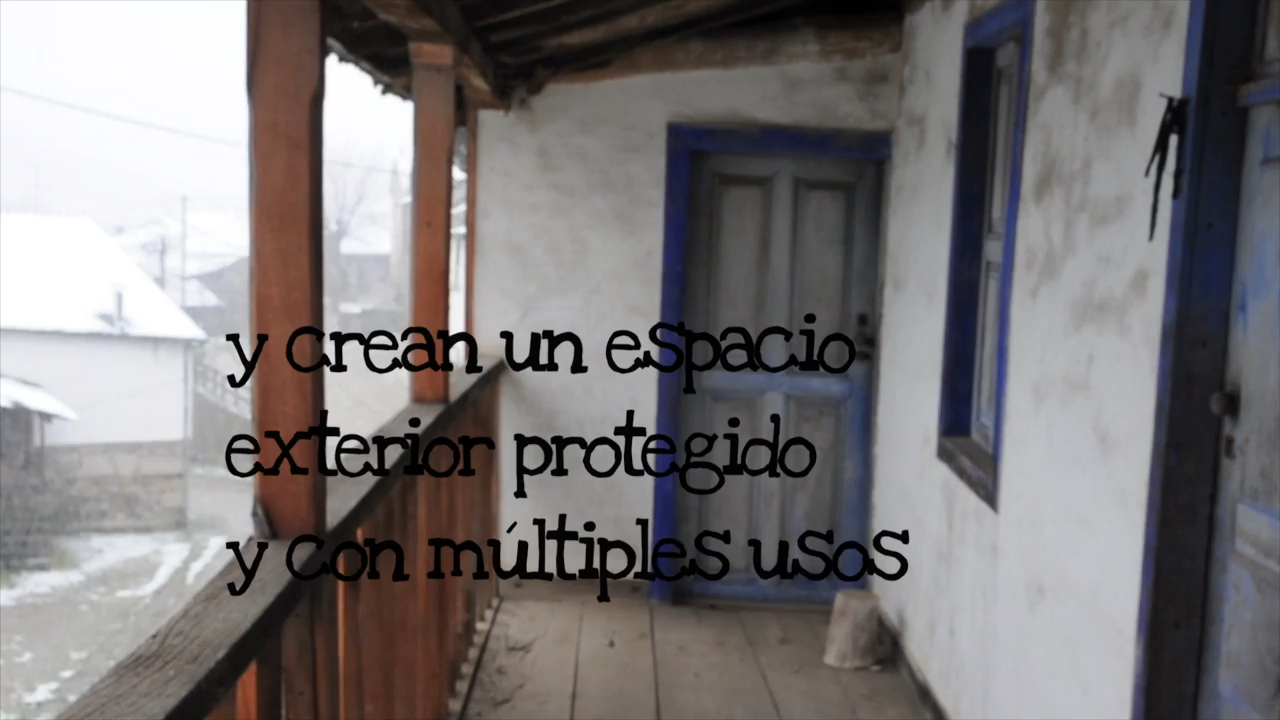 y crean un espacio
exterior protegido
y con múltiples usos